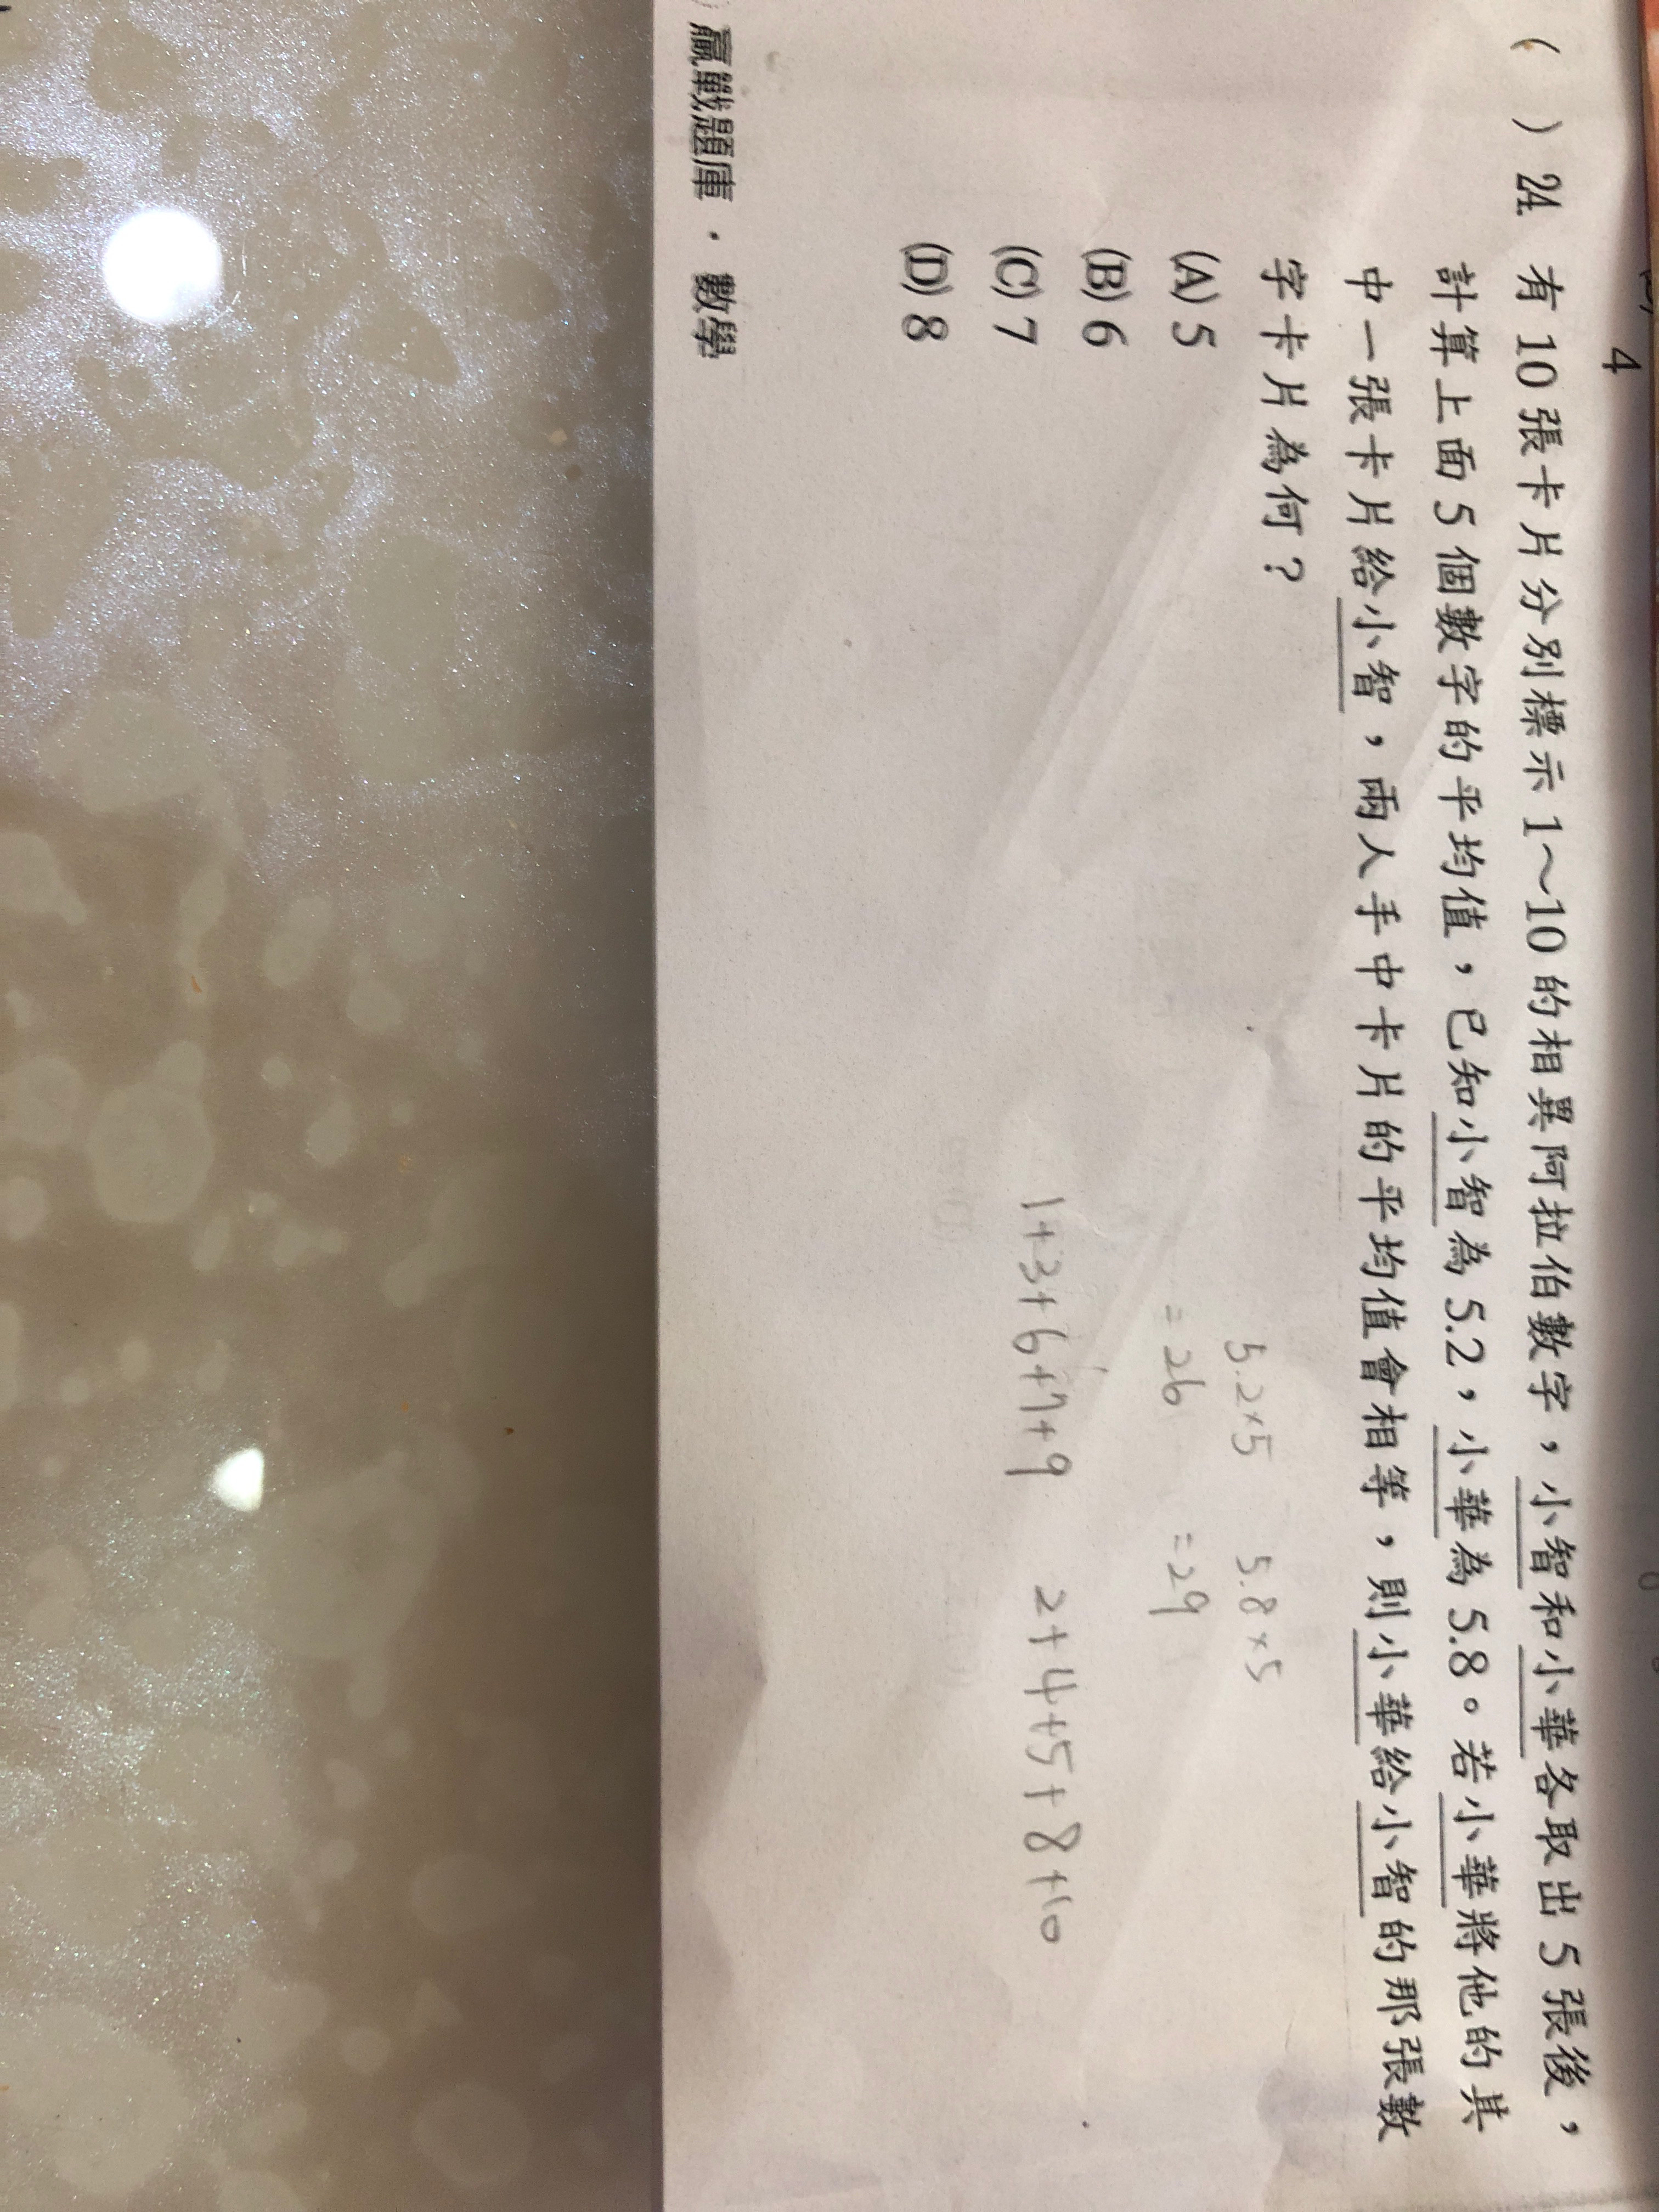 4
( ) 24. 有 10 張卡片分別標示 1～10 的相異阿拉伯數字，小智和小華各取出 5 張後，
計算上面 5 個數字的平均值，已知小智為 5.2，小華為 5.8。若小華將他的其
中一張卡片給小智，兩人手中卡片的平均值會相等，則小華給小智的那張數
字卡片為何？
(A) 5
(B) 6
(C) 7
(D) 8
5.2×5 5.8×5
=26 =29
1+3+6+7+9 2+4+5+8+10
贏戰題庫．數學